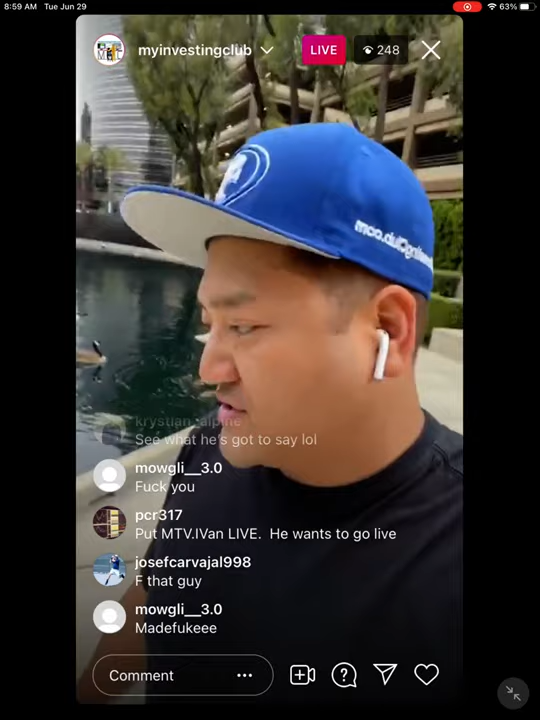 8:59 AM Tue Jun 29
63%
myinvestingclub
LIVE
248
krystian_alpine
See what he's got to say lol
mowgli__3.0
Fuck you
pcr317
Put MTV.IVan LIVE.  He wants to go live
josefcarvajal998
F that guy
mowgli__3.0
Madefukeee
Comment